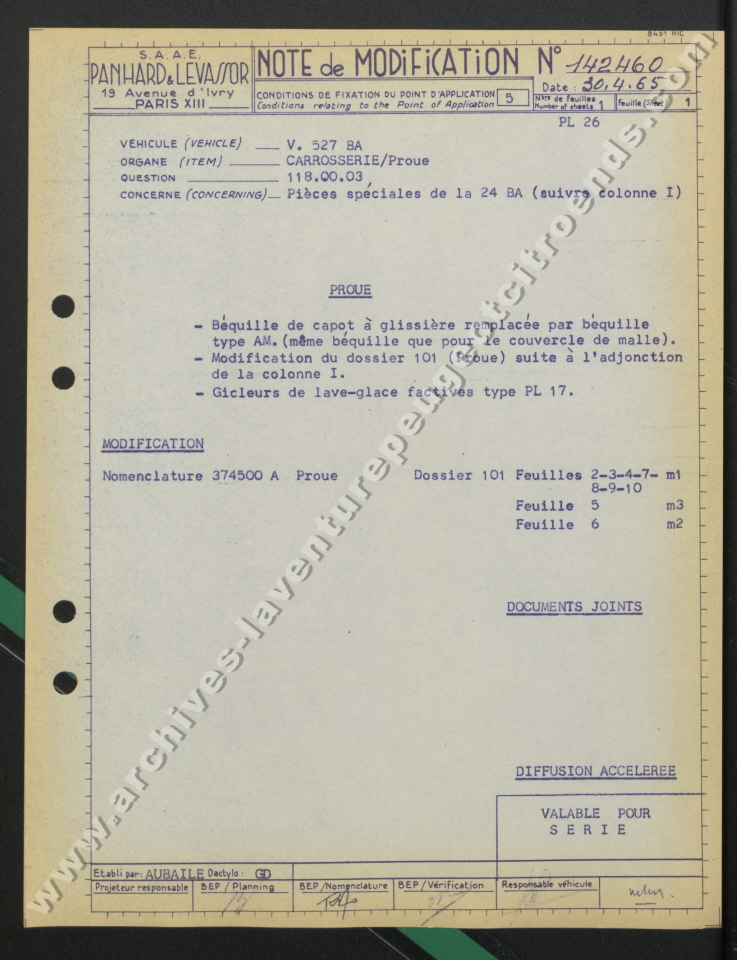 8451 NIC
S.A.A.E.
PANHARD & LEVASSOR
19 Avenue d'Ivry
PARIS XIII
NOTE de MODiFiCATiON N° 142460
CONDITIONS DE FIXATION DU POINT D'APPLICATION 5
Conditions relating to the Point of Application
Date : 30.4.65
Nbre de Feuilles
Number of sheets 1
Feuille (Sheet) 1
PL 26
VEHICULE (VEHICLE) V. 527 BA
ORGANE (ITEM) CARROSSERIE/Proue
QUESTION 118.00.03
CONCERNE (CONCERNING) Pièces spéciales de la 24 BA (suivre colonne I)
PROUE
- Béquille de capot à glissière remplacée par béquille
type AM. (même béquille que pour le couvercle de malle).
- Modification du dossier 101 (Proue) suite à l'adjonction
de la colonne I.
- Gicleurs de lave-glace factivés type PL 17.
MODIFICATION
Nomenclature 374500 A Proue Dossier 101 Feuilles 2-3-4-7- m1
8-9-10
Feuille 5 m3
Feuille 6 m2
DOCUMENTS JOINTS
DIFFUSION ACCELEREE
VALABLE POUR
SERIE
Etabli par: AUBAILE Dactylo: GD
Projeteur responsable BEP / Planning BEP / Nomenclature BEP / Vérification Responsable véhicule
www.archives-laventurepeugeotcitroends.com